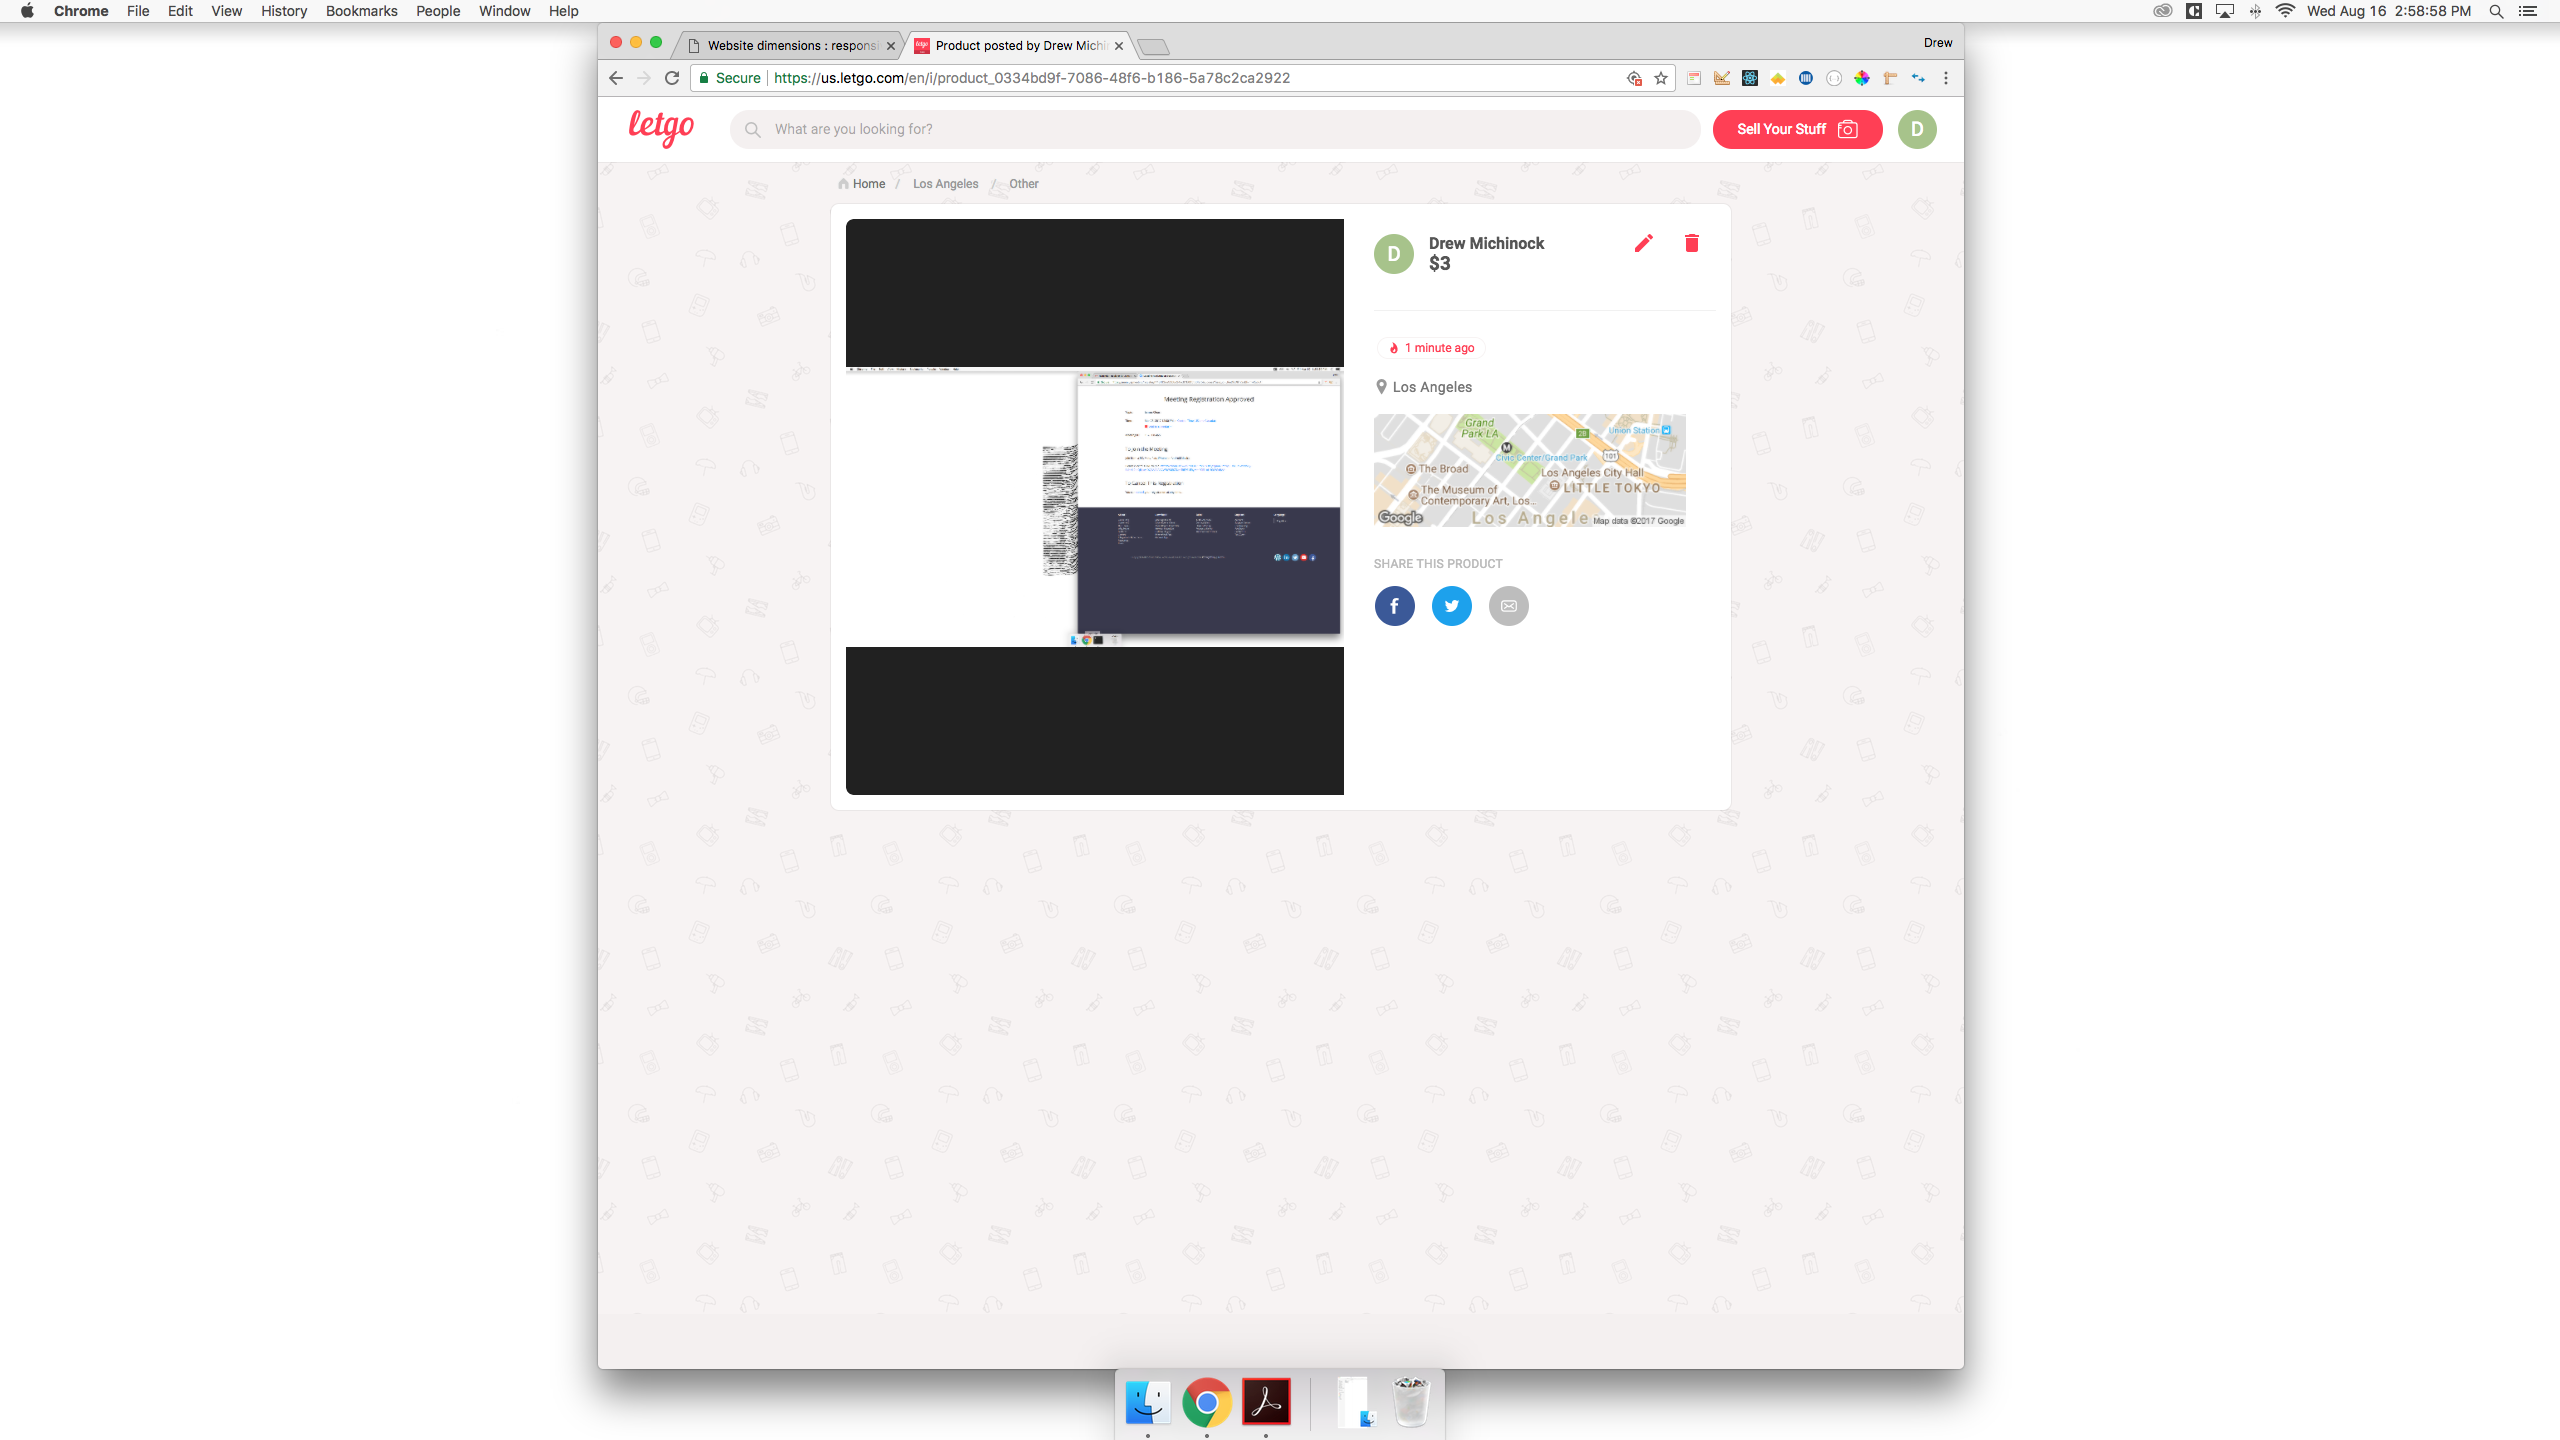 Chrome File Edit View History Bookmarks People Window Help
Wed Aug 16 2:58:58 PM
Website dimensions : responsi
Product posted by Drew Michi
Drew
Secure https://us.letgo.com/en/i/product_0334bd9f-7086-48f6-b186-5a78c2ca2922
letgo
What are you looking for?
Sell Your Stuff
D
Home / Los Angeles / Other
D
Drew Michinock
$3
1 minute ago
Los Angeles
Grand
Park LA
Union Station
Civic Center/Grand Park
101
The Broad
Los Angeles City Hall
LITTLE TOKYO
The Museum of
Contemporary Art, Los...
Google
Los Angele
Map data ©2017 Google
SHARE THIS PRODUCT
Meeting Registration Approved